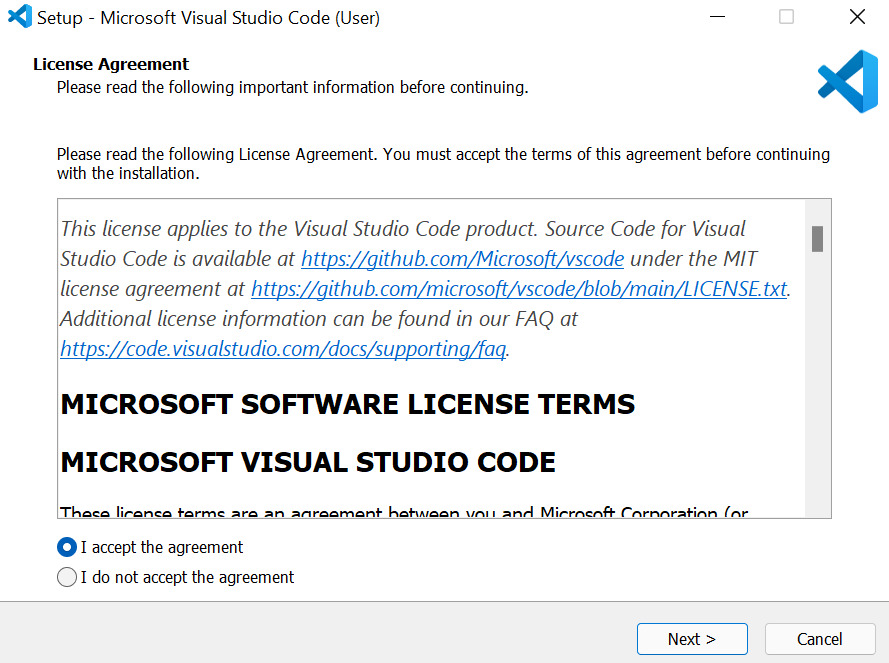 Setup - Microsoft Visual Studio Code (User)
License Agreement
Please read the following important information before continuing.
Please read the following License Agreement. You must accept the terms of this agreement before continuing
with the installation.
This license applies to the Visual Studio Code product. Source Code for Visual
Studio Code is available at https://github.com/Microsoft/vscode under the MIT
license agreement at https://github.com/microsoft/vscode/blob/main/LICENSE.txt.
Additional license information can be found in our FAQ at
https://code.visualstudio.com/docs/supporting/faq.
MICROSOFT SOFTWARE LICENSE TERMS
MICROSOFT VISUAL STUDIO CODE
These license terms are an agreement between you and Microsoft Corporation (or
I accept the agreement
I do not accept the agreement
Next >
Cancel